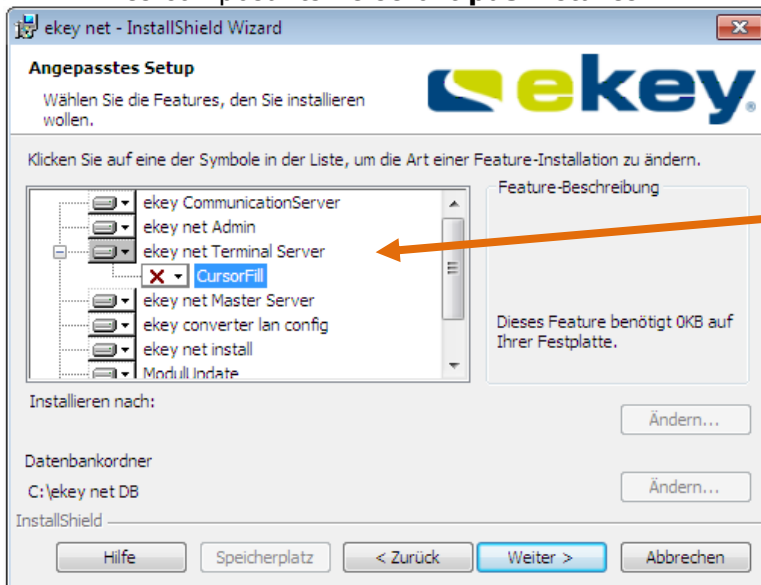 ekey net - InstallShield Wizard
Angepasstes Setup
Wählen Sie die Features, den Sie installieren
wollen.
ekey
Klicken Sie auf eine der Symbole in der Liste, um die Art einer Feature-Installation zu ändern.
ekey CommunicationServer
ekey net Admin
ekey net Terminal Server
CursorFill
ekey net Master Server
ekey converter lan config
ekey net install
ModulUpdate
Feature-Beschreibung
Dieses Feature benötigt 0KB auf
Ihrer Festplatte.
Installieren nach:
Ändern...
Datenbankordner
C:\ekey net DB
Ändern...
InstallShield
Hilfe
Speicherplatz
< Zurück
Weiter >
Abbrechen